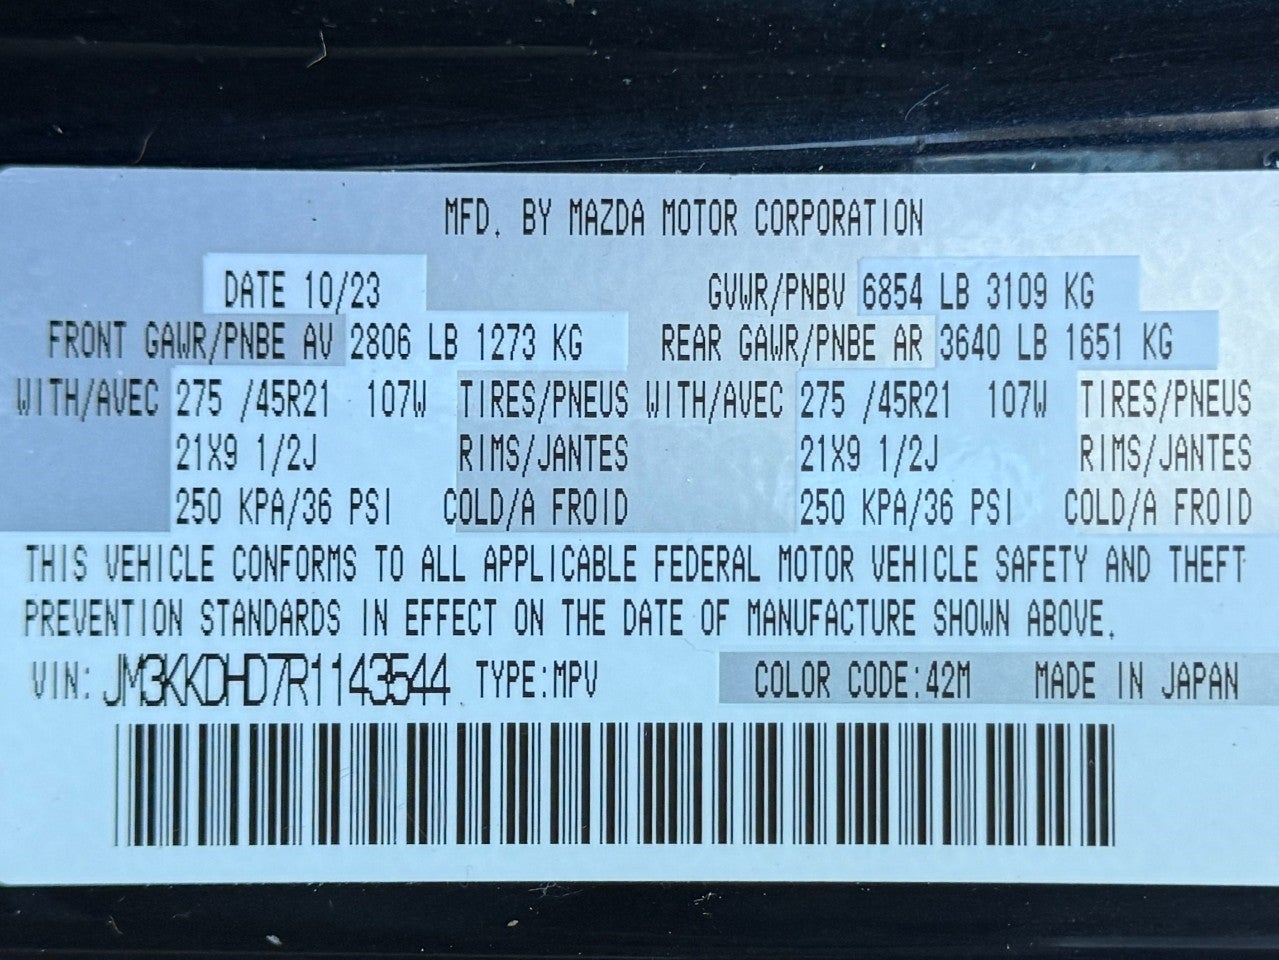 MFD. BY MAZDA MOTOR CORPORATION
DATE 10/23 GVWR/PNBV 6854 LB 3109 KG
FRONT GAWR/PNBE AV 2806 LB 1273 KG REAR GAWR/PNBE AR 3640 LB 1651 KG
WITH/AVEC 275 /45R21 107W TIRES/PNEUS WITH/AVEC 275 /45R21 107W TIRES/PNEUS
21X9 1/2J RIMS/JANTES 21X9 1/2J RIMS/JANTES
250 KPA/36 PSI COLD/A FROID 250 KPA/36 PSI COLD/A FROID
THIS VEHICLE CONFORMS TO ALL APPLICABLE FEDERAL MOTOR VEHICLE SAFETY AND THEFT
PREVENTION STANDARDS IN EFFECT ON THE DATE OF MANUFACTURE SHOWN ABOVE.
VIN: JM3KKDHD7R1143544 TYPE:MPV COLOR CODE:42M MADE IN JAPAN